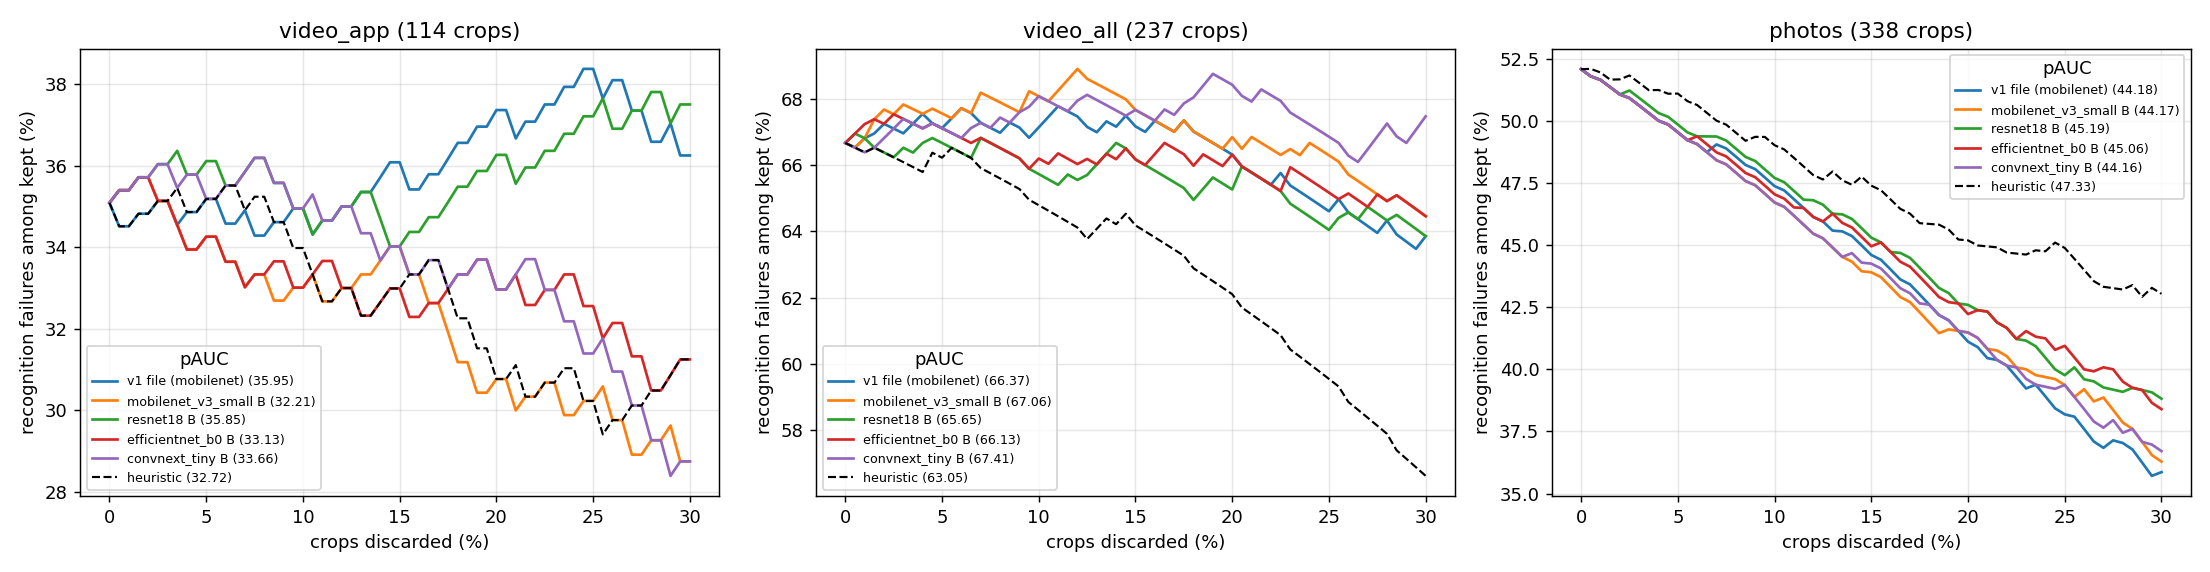 video_app (114 crops)
recognition failures among kept (%)
38
36
34
32
30
28
pAUC
v1 file (mobilenet) (35.95)
mobilenet_v3_small B (32.21)
resnet18 B (35.85)
efficientnet_b0 B (33.13)
convnext_tiny B (33.66)
heuristic (32.72)
0 5 10 15 20 25 30
crops discarded (%)
video_all (237 crops)
recognition failures among kept (%)
68
66
64
62
60
58
pAUC
v1 file (mobilenet) (66.37)
mobilenet_v3_small B (67.06)
resnet18 B (65.65)
efficientnet_b0 B (66.13)
convnext_tiny B (67.41)
heuristic (63.05)
0 5 10 15 20 25 30
crops discarded (%)
photos (338 crops)
recognition failures among kept (%)
52.5
50.0
47.5
45.0
42.5
40.0
37.5
35.0
pAUC
v1 file (mobilenet) (44.18)
mobilenet_v3_small B (44.17)
resnet18 B (45.19)
efficientnet_b0 B (45.06)
convnext_tiny B (44.16)
heuristic (47.33)
0 5 10 15 20 25 30
crops discarded (%)